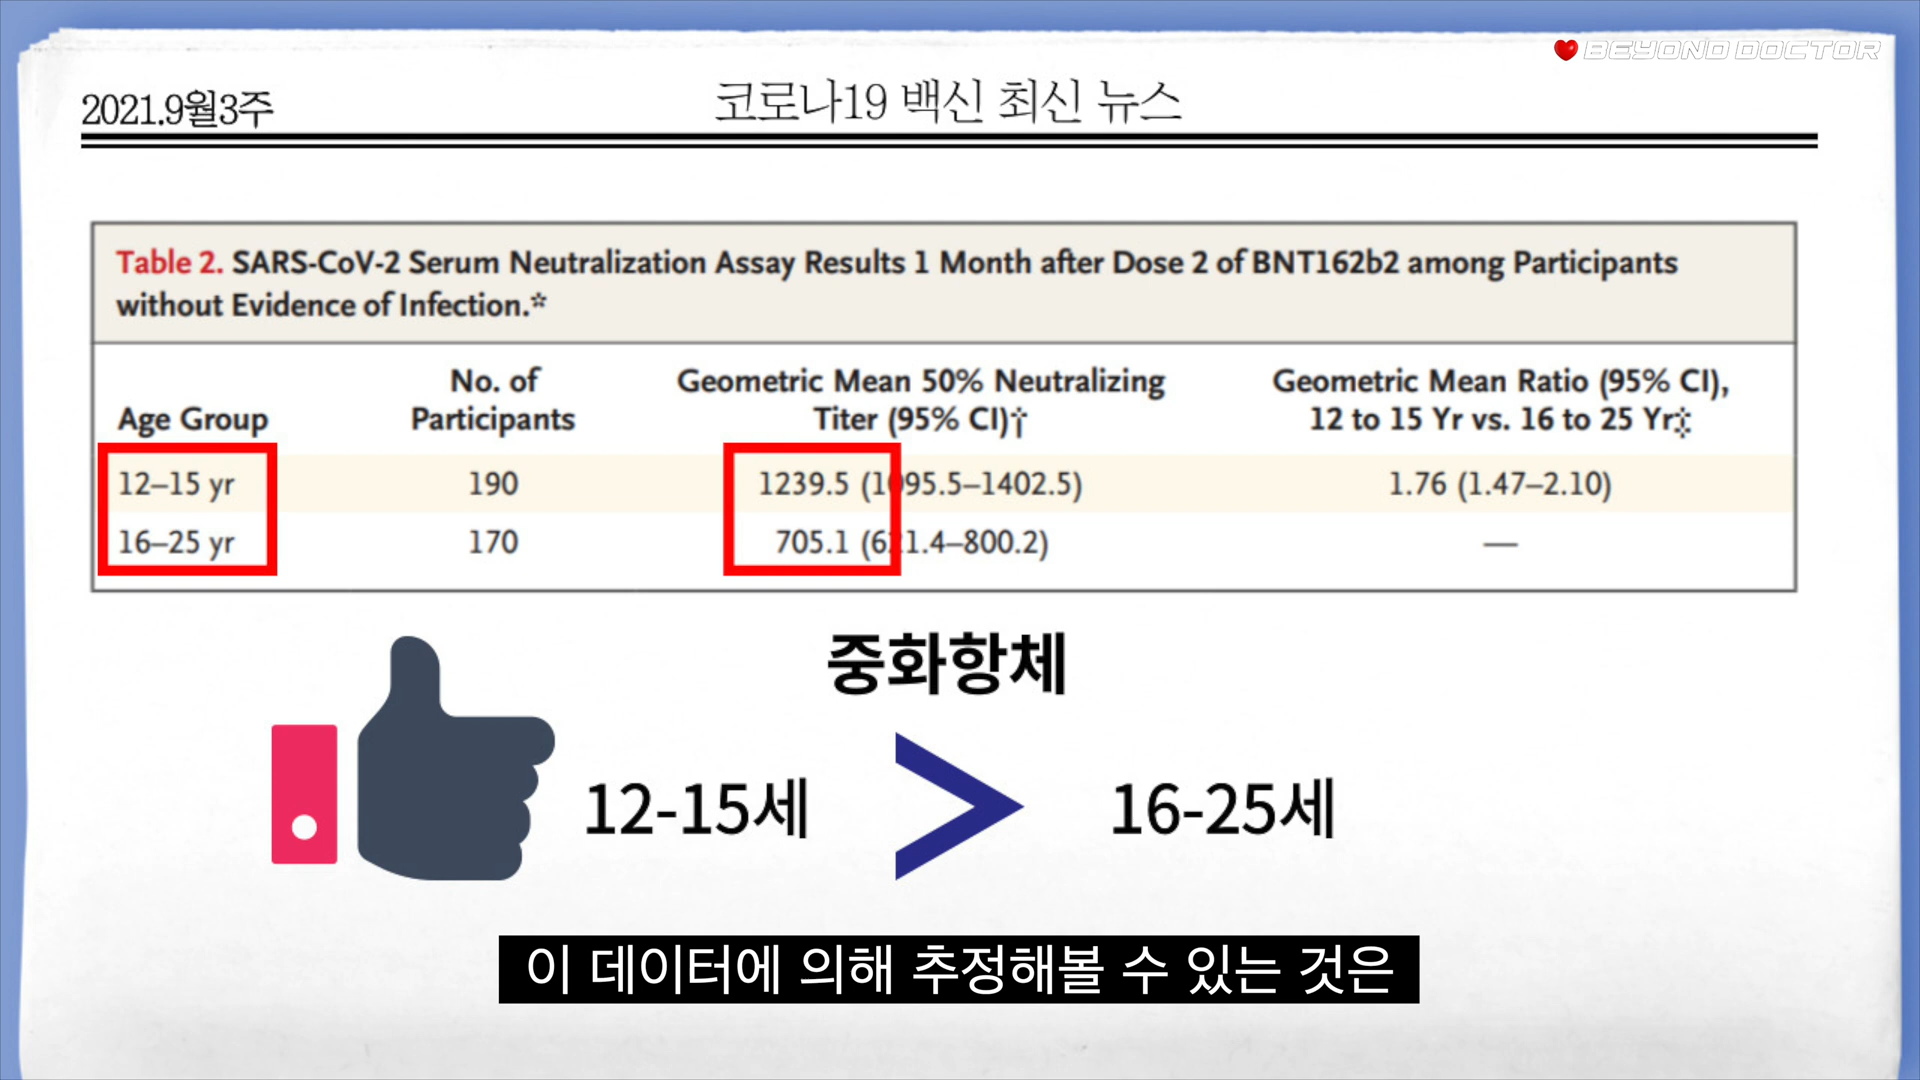 BEYOND DOCTOR
2021.9월3주
코로나19 백신 최신 뉴스
Table 2. SARS-CoV-2 Serum Neutralization Assay Results 1 Month after Dose 2 of BNT162b2 among Participants
without Evidence of Infection.*
Age Group
No. of
Participants
Geometric Mean 50% Neutralizing
Titer (95% CI)†
Geometric Mean Ratio (95% CI),
12 to 15 Yr vs. 16 to 25 Yr‡
12–15 yr 190 1239.5 (1095.5–1402.5) 1.76 (1.47–2.10)
16–25 yr 170 705.1 (621.4–800.2) —
중화항체
12-15세 > 16-25세
이 데이터에 의해 추정해볼 수 있는 것은